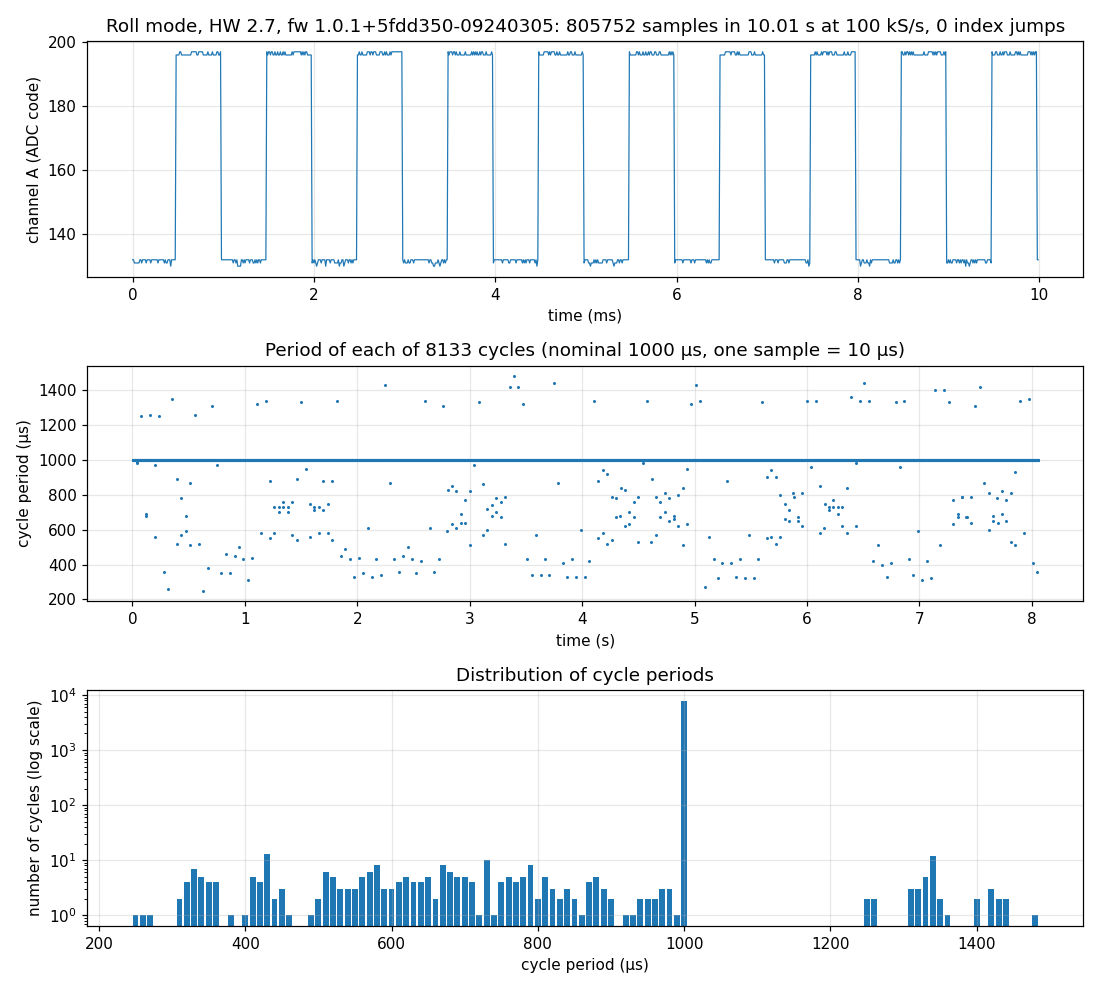 Roll mode, HW 2.7, fw 1.0.1+5fdd350-09240305: 805752 samples in 10.01 s at 100 kS/s, 0 index jumps
200
180
160
140
channel A (ADC code)
0 2 4 6 8 10
time (ms)
Period of each of 8133 cycles (nominal 1000 µs, one sample = 10 µs)
1400
1200
1000
800
600
400
200
cycle period (µs)
0 1 2 3 4 5 6 7 8
time (s)
Distribution of cycle periods
10⁴
10³
10²
10¹
10⁰
number of cycles (log scale)
200 400 600 800 1000 1200 1400
cycle period (µs)